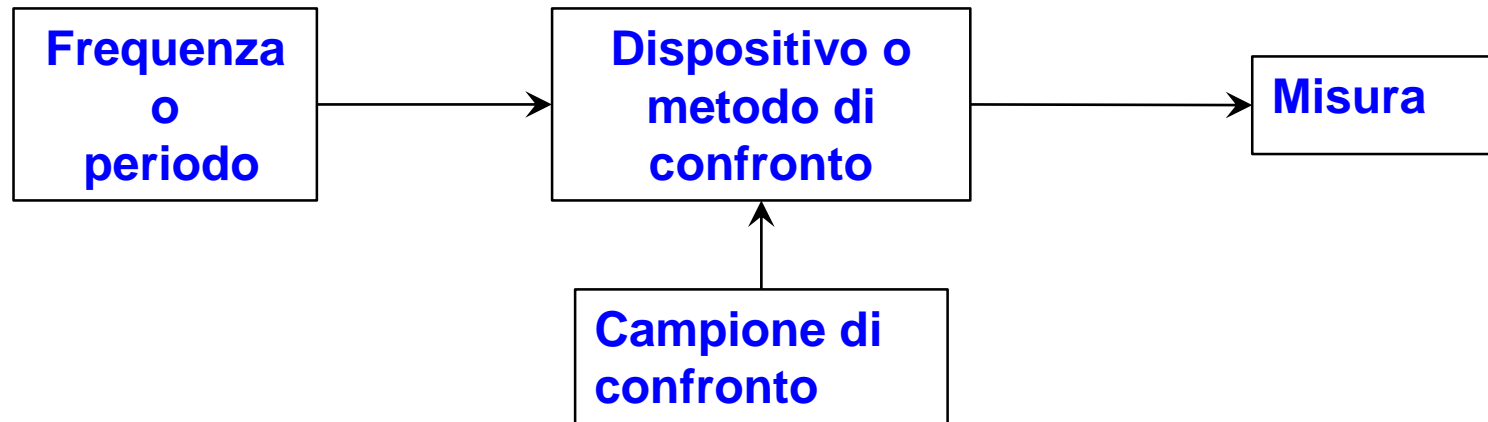 Frequenza
o
periodo
Dispositivo o
metodo di
confronto
Misura
Campione di
confronto